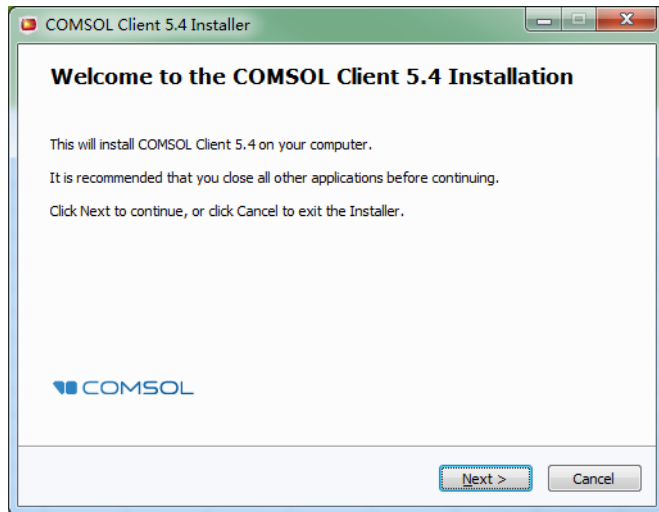 COMSOL Client 5.4 Installer
Welcome to the COMSOL Client 5.4 Installation
This will install COMSOL Client 5.4 on your computer.
It is recommended that you close all other applications before continuing.
Click Next to continue, or click Cancel to exit the Installer.
COMSOL
Next > Cancel